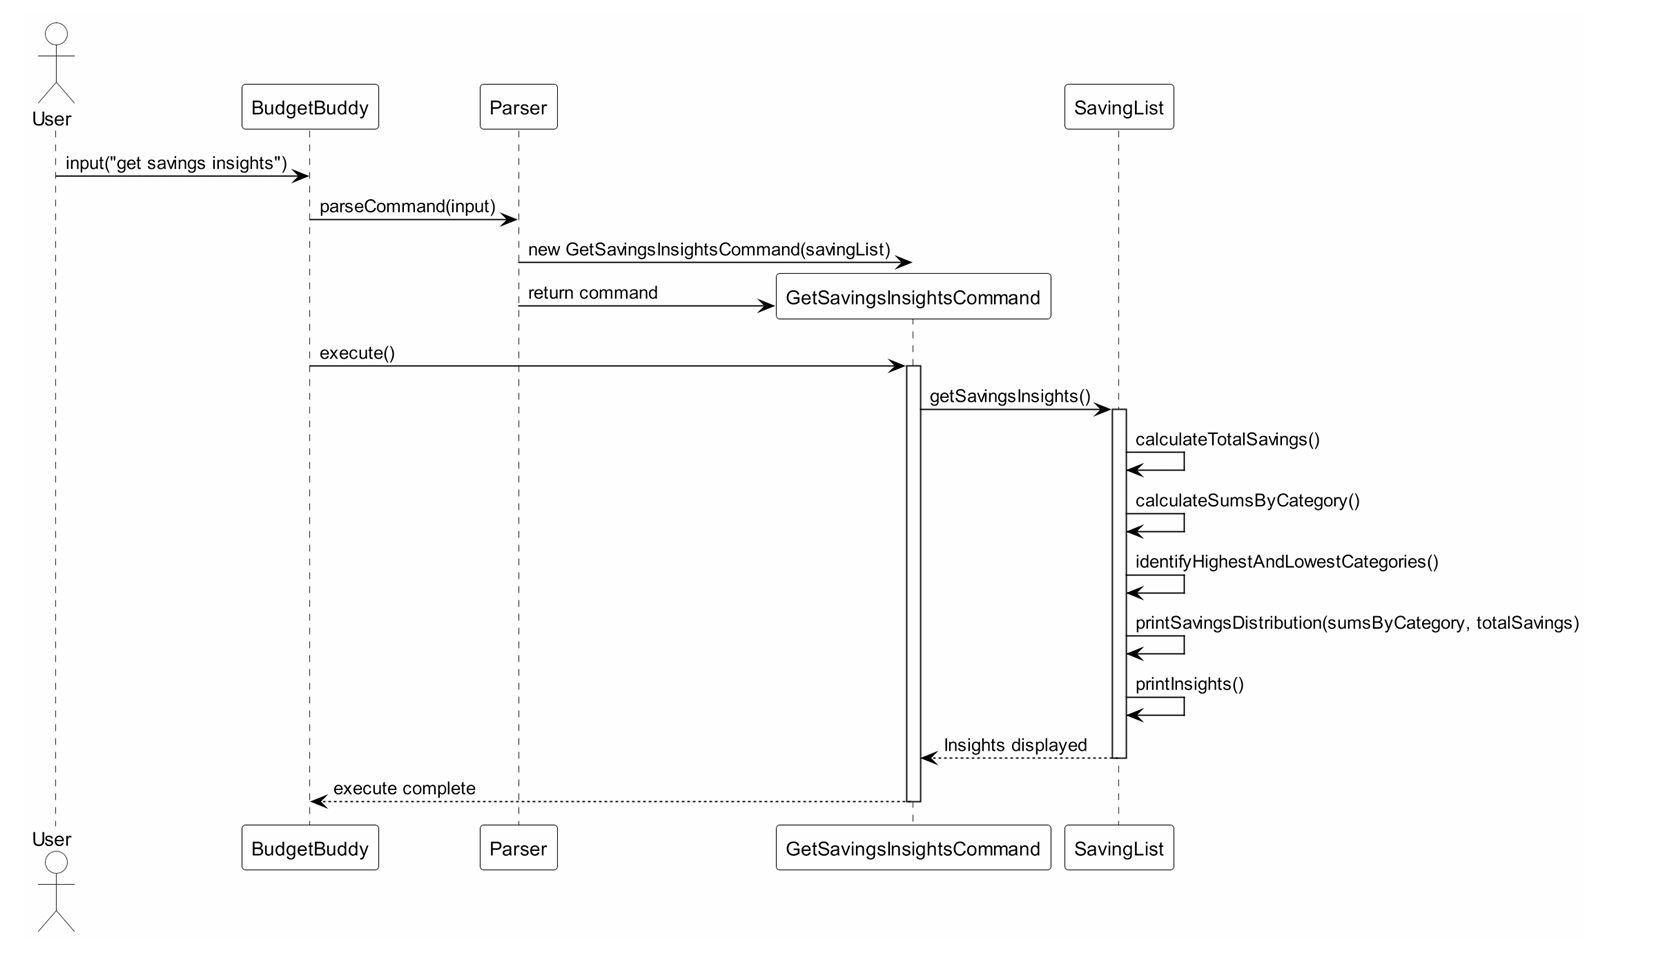 User
BudgetBuddy
Parser
SavingList
input("get savings insights")
parseCommand(input)
new GetSavingsInsightsCommand(savingList)
return command
GetSavingsInsightsCommand
execute()
getSavingsInsights()
calculateTotalSavings()
calculateSumsByCategory()
identifyHighestAndLowestCategories()
printSavingsDistribution(sumsByCategory, totalSavings)
printInsights()
Insights displayed
execute complete
User
BudgetBuddy
Parser
GetSavingsInsightsCommand
SavingList